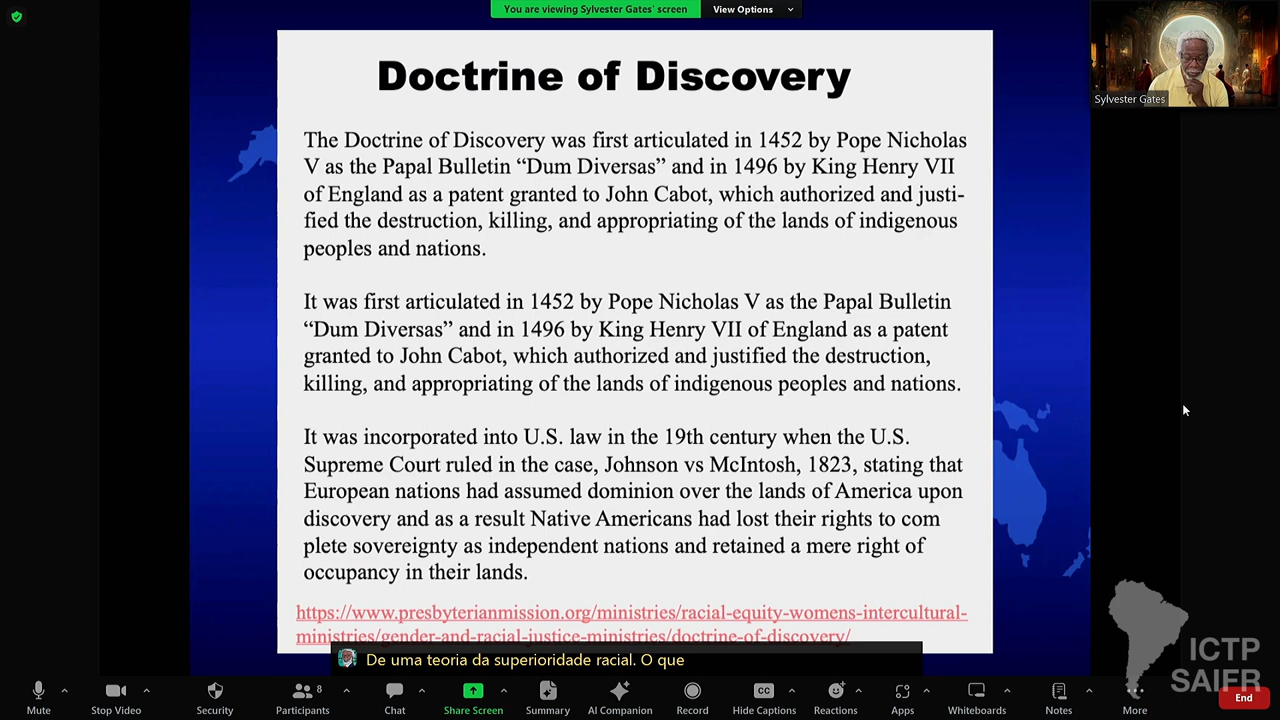 You are viewing Sylvester Gates' screen
View Options
Sylvester Gates
Doctrine of Discovery
The Doctrine of Discovery was first articulated in 1452 by Pope Nicholas
V as the Papal Bulletin “Dum Diversas” and in 1496 by King Henry VII
of England as a patent granted to John Cabot, which authorized and justi-
fied the destruction, killing, and appropriating of the lands of indigenous
peoples and nations.
It was first articulated in 1452 by Pope Nicholas V as the Papal Bulletin
“Dum Diversas” and in 1496 by King Henry VII of England as a patent
granted to John Cabot, which authorized and justified the destruction,
killing, and appropriating of the lands of indigenous peoples and nations.
It was incorporated into U.S. law in the 19th century when the U.S.
Supreme Court ruled in the case, Johnson vs McIntosh, 1823, stating that
European nations had assumed dominion over the lands of America upon
discovery and as a result Native Americans had lost their rights to com
plete sovereignty as independent nations and retained a mere right of
occupancy in their lands.
https://www.presbyterianmission.org/ministries/racial-equity-womens-intercultural-
ministries/gender-and-racial-justice-ministries/doctrine-of-discovery/
De uma teoria da superioridade racial. O que
ICTP
SAIFR
8
CC
Mute
Stop Video
Security
Participants
Chat
Share Screen
Summary
AI Companion
Record
Hide Captions
Reactions
Apps
Whiteboards
Notes
More
End